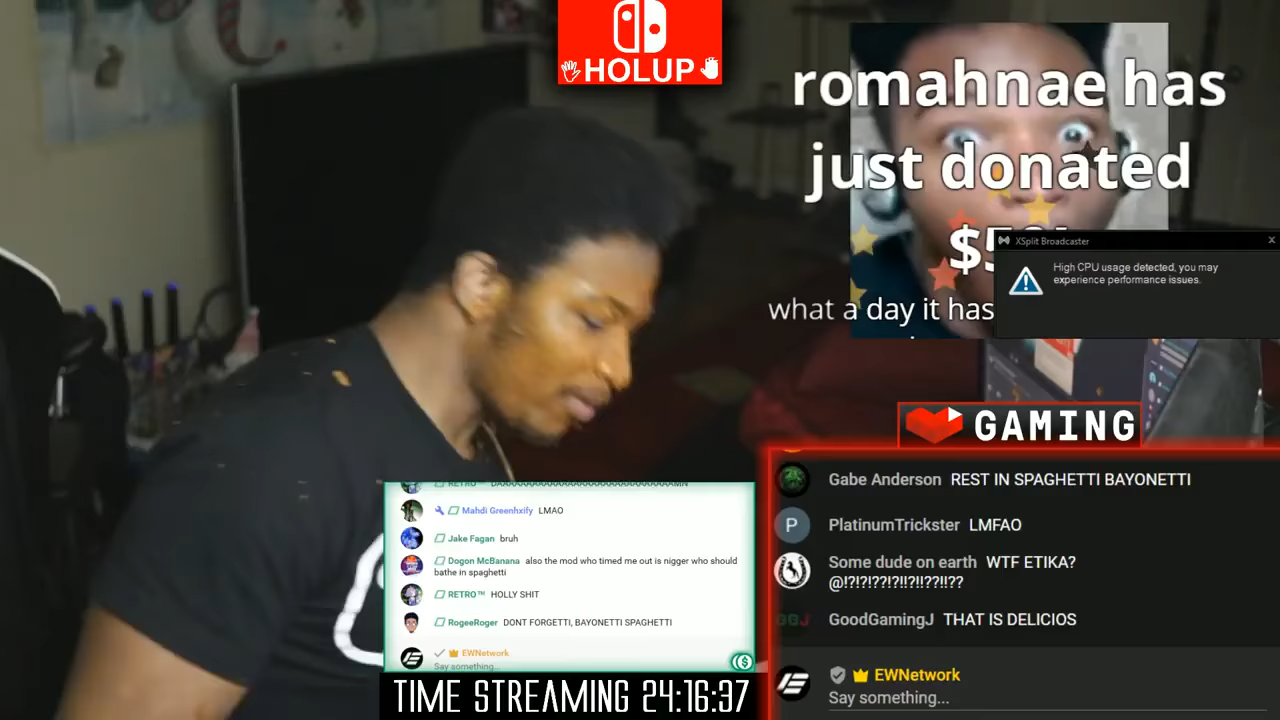 HOLUP
romahnae has
just donated
XSplit Broadcaster
High CPU usage detected, you may
experience performance issues.
what a day it has
GAMING
Gabe Anderson REST IN SPAGHETTI BAYONETTI
PlatinumTrickster LMFAO
P
Some dude on earth WTF ETIKA?
@!?!?!??!?!!?!!??!!??
GoodGamingJ THAT IS DELICIOS
EWNetwork
Say something...
RETRO™
Mahdi Greenhxify LMAO
Jake Fagan bruh
Dogon McBanana also the mod who timed me out is nigger who should
bathe in spaghetti
RETRO™ HOLLY SHIT
RogeeRoger DONT FORGETTI, BAYONETTI SPAGHETTI
EWNetwork
Say something...
TIME STREAMING 24:16:37